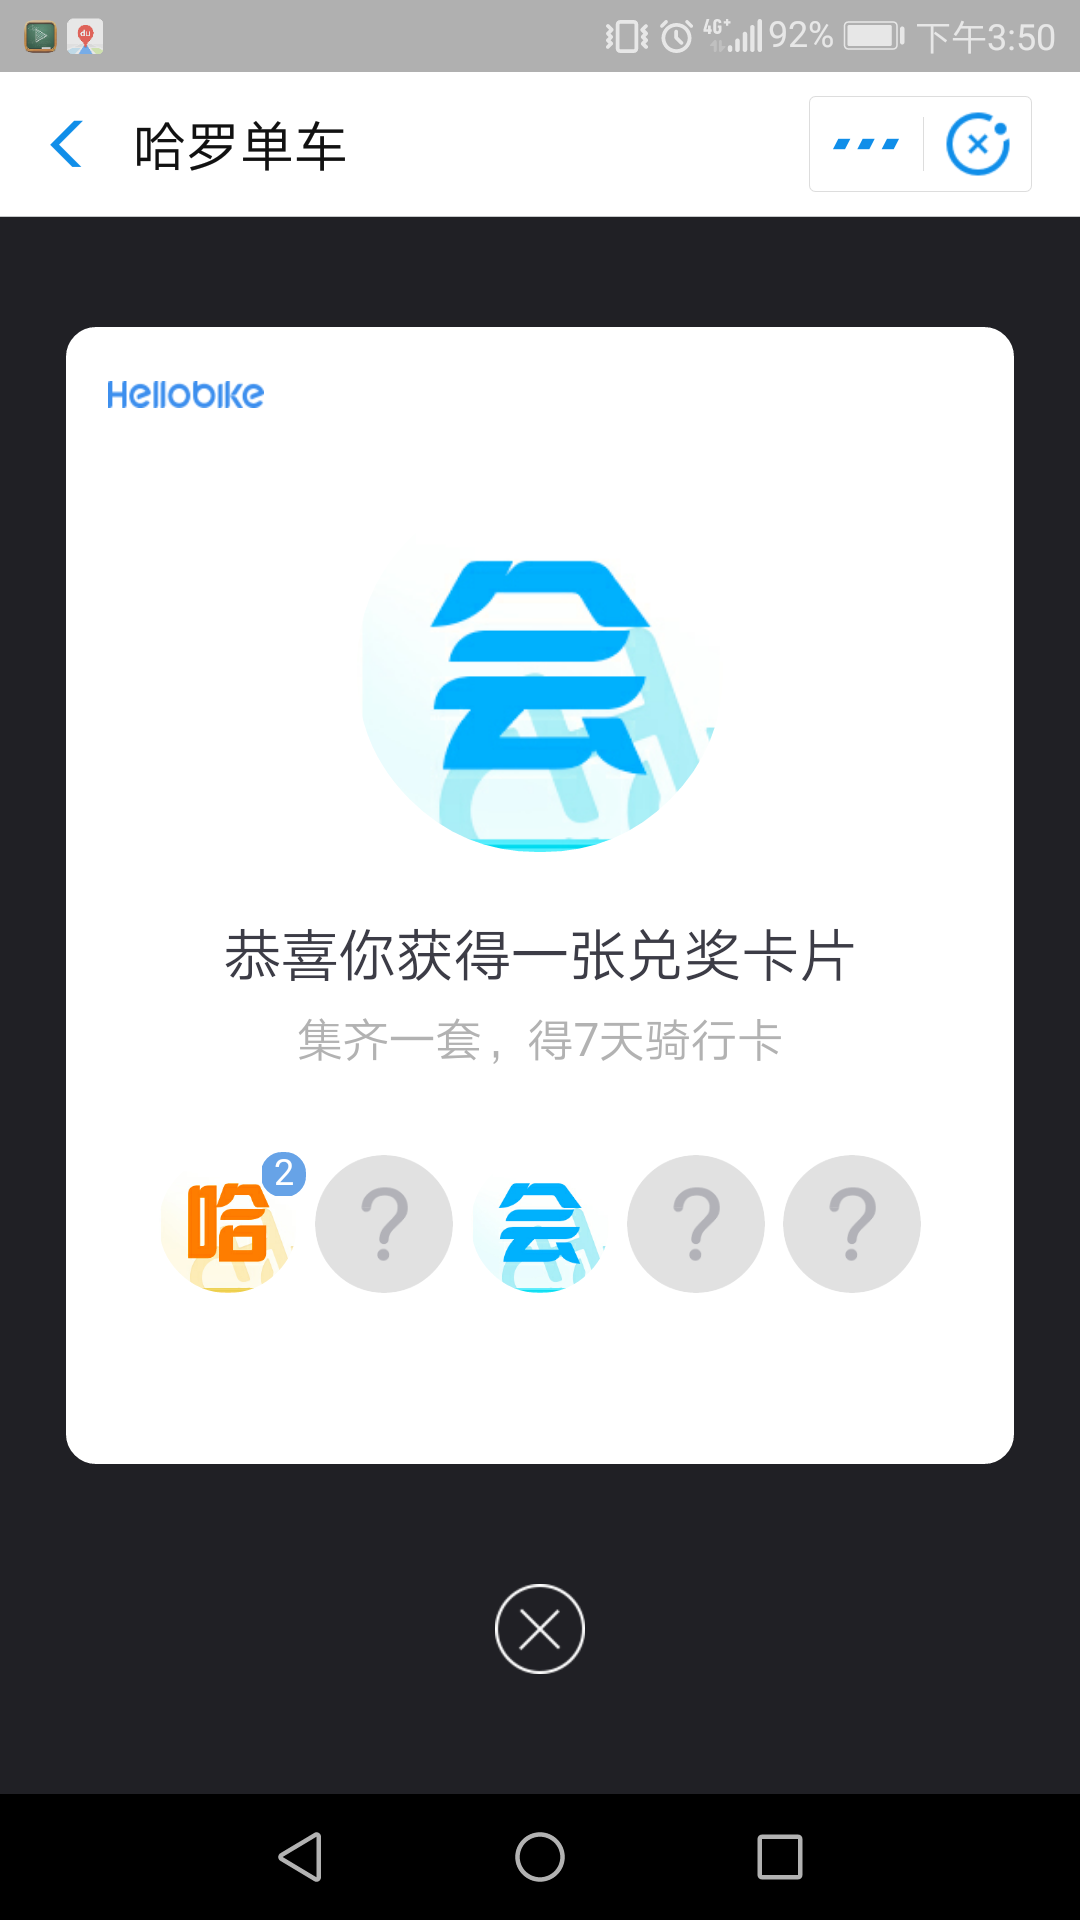 4G+ 92% 下午3:50
哈罗单车
Hellobike
会
恭喜你获得一张兑奖卡片
集齐一套，得7天骑行卡
哈 2 ? 会 ? ?